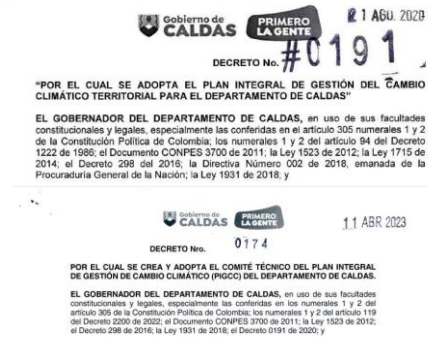 Gobierno de
CALDAS
PRIMERO
LA GENTE
21 AGO. 2020
DECRETO No. #0191
“POR EL CUAL SE ADOPTA EL PLAN INTEGRAL DE GESTIÓN DEL CAMBIO
CLIMÁTICO TERRITORIAL PARA EL DEPARTAMENTO DE CALDAS”
EL GOBERNADOR DEL DEPARTAMENTO DE CALDAS, en uso de sus facultades
constitucionales y legales, especialmente las conferidas en el artículo 305 numerales 1 y 2
de la Constitución Política de Colombia; los numerales 1 y 2 del artículo 94 del Decreto
1222 de 1986; el Documento CONPES 3700 de 2011; la Ley 1523 de 2012; la Ley 1715 de
2014; el Decreto 298 del 2016; la Directiva Número 002 de 2018, emanada de la
Procuraduría General de la Nación; la Ley 1931 de 2018; y
Gobierno de
CALDAS
PRIMERO
LA GENTE
11 ABR 2023
DECRETO Nro. 0174
POR EL CUAL SE CREA Y ADOPTA EL COMITÉ TÉCNICO DEL PLAN INTEGRAL
DE GESTIÓN DE CAMBIO CLIMÁTICO (PIGCC) DEL DEPARTAMENTO DE CALDAS.
EL GOBERNADOR DEL DEPARTAMENTO DE CALDAS, en uso de sus facultades
constitucionales y legales, especialmente las conferidas en los numerales 1 y 2 del
artículo 305 de la Constitución Política de Colombia; los numerales 1 y 2 del artículo 119
del Decreto 2200 de 2022; el Documento CONPES 3700 de 2011; la Ley 1523 de 2012;
el Decreto 298 de 2016; la Ley 1931 de 2018; el Decreto 0191 de 2020; y